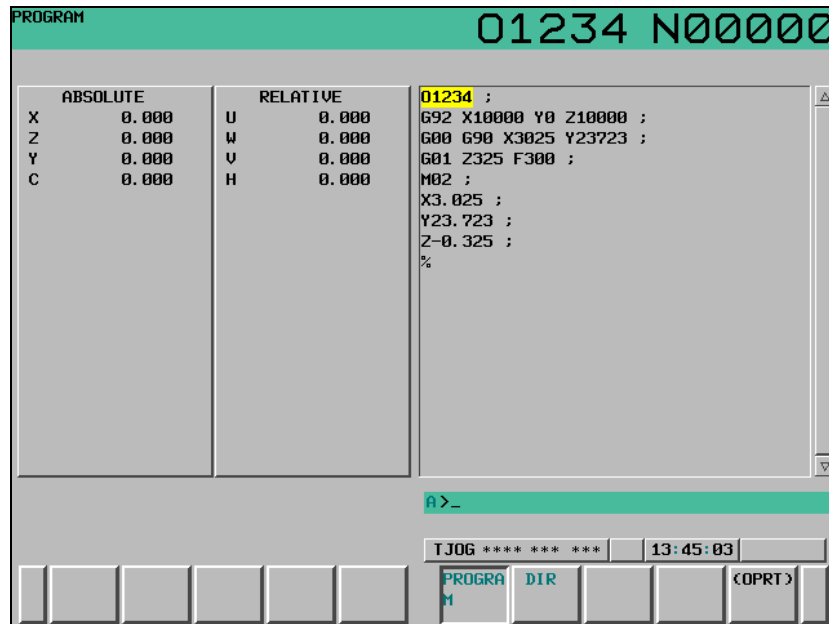 PROGRAM
O1234 N00000
ABSOLUTE
X 0.000
Z 0.000
Y 0.000
C 0.000
RELATIVE
U 0.000
W 0.000
V 0.000
H 0.000
O1234 ;
G92 X10000 Y0 Z10000 ;
G00 G90 X3025 Y23723 ;
G01 Z325 F300 ;
M02 ;
X3.025 ;
Y23.723 ;
Z-0.325 ;
%
A>_
TJOG **** *** *** 13:45:03
PROGRA
M
DIR
(OPRT)